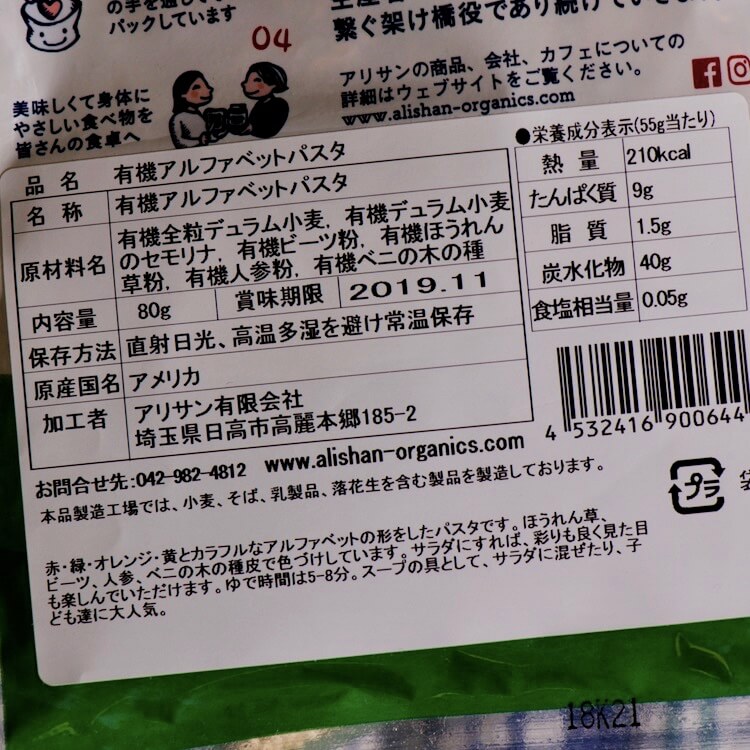 の手を通して
パックしています
繋ぐ架け橋役であり続け
04
美味しくて身体に
やさしい食べ物を
皆さんの食卓へ
アリサンの商品、会社、カフェについての
詳細はウェブサイトをご覧ください。
www.alishan-organics.com
品名 有機アルファベットパスタ
名称 有機アルファベットパスタ
原材料名 有機全粒デュラム小麦, 有機デュラム小麦
のセモリナ, 有機ビーツ粉, 有機ほうれん
草粉, 有機人参粉, 有機ベニの木の種
内容量 80g 賞味期限 2019.11
保存方法 直射日光、高温多湿を避け常温保存
原産国名 アメリカ
加工者 アリサン有限会社
埼玉県日高市高麗本郷185-2
●栄養成分表示(55g当たり)
熱量 210kcal
たんぱく質 9g
脂質 1.5g
炭水化物 40g
食塩相当量 0.05g
4 532416 900644
お問合せ先:042-982-4812 www.alishan-organics.com
本品製造工場では、小麦、そば、乳製品、落花生を含む製品を製造しております。
プラ
赤・緑・オレンジ・黄とカラフルなアルファベットの形をしたパスタです。ほうれん草、
ビーツ、人参、ベニの木の種皮で色づけしています。サラダにすれば、彩りも良く見た目
も楽しんでいただけます。ゆで時間は5-8分。スープの具として、サラダに混ぜたり、子
ども達に大人気。
18K21